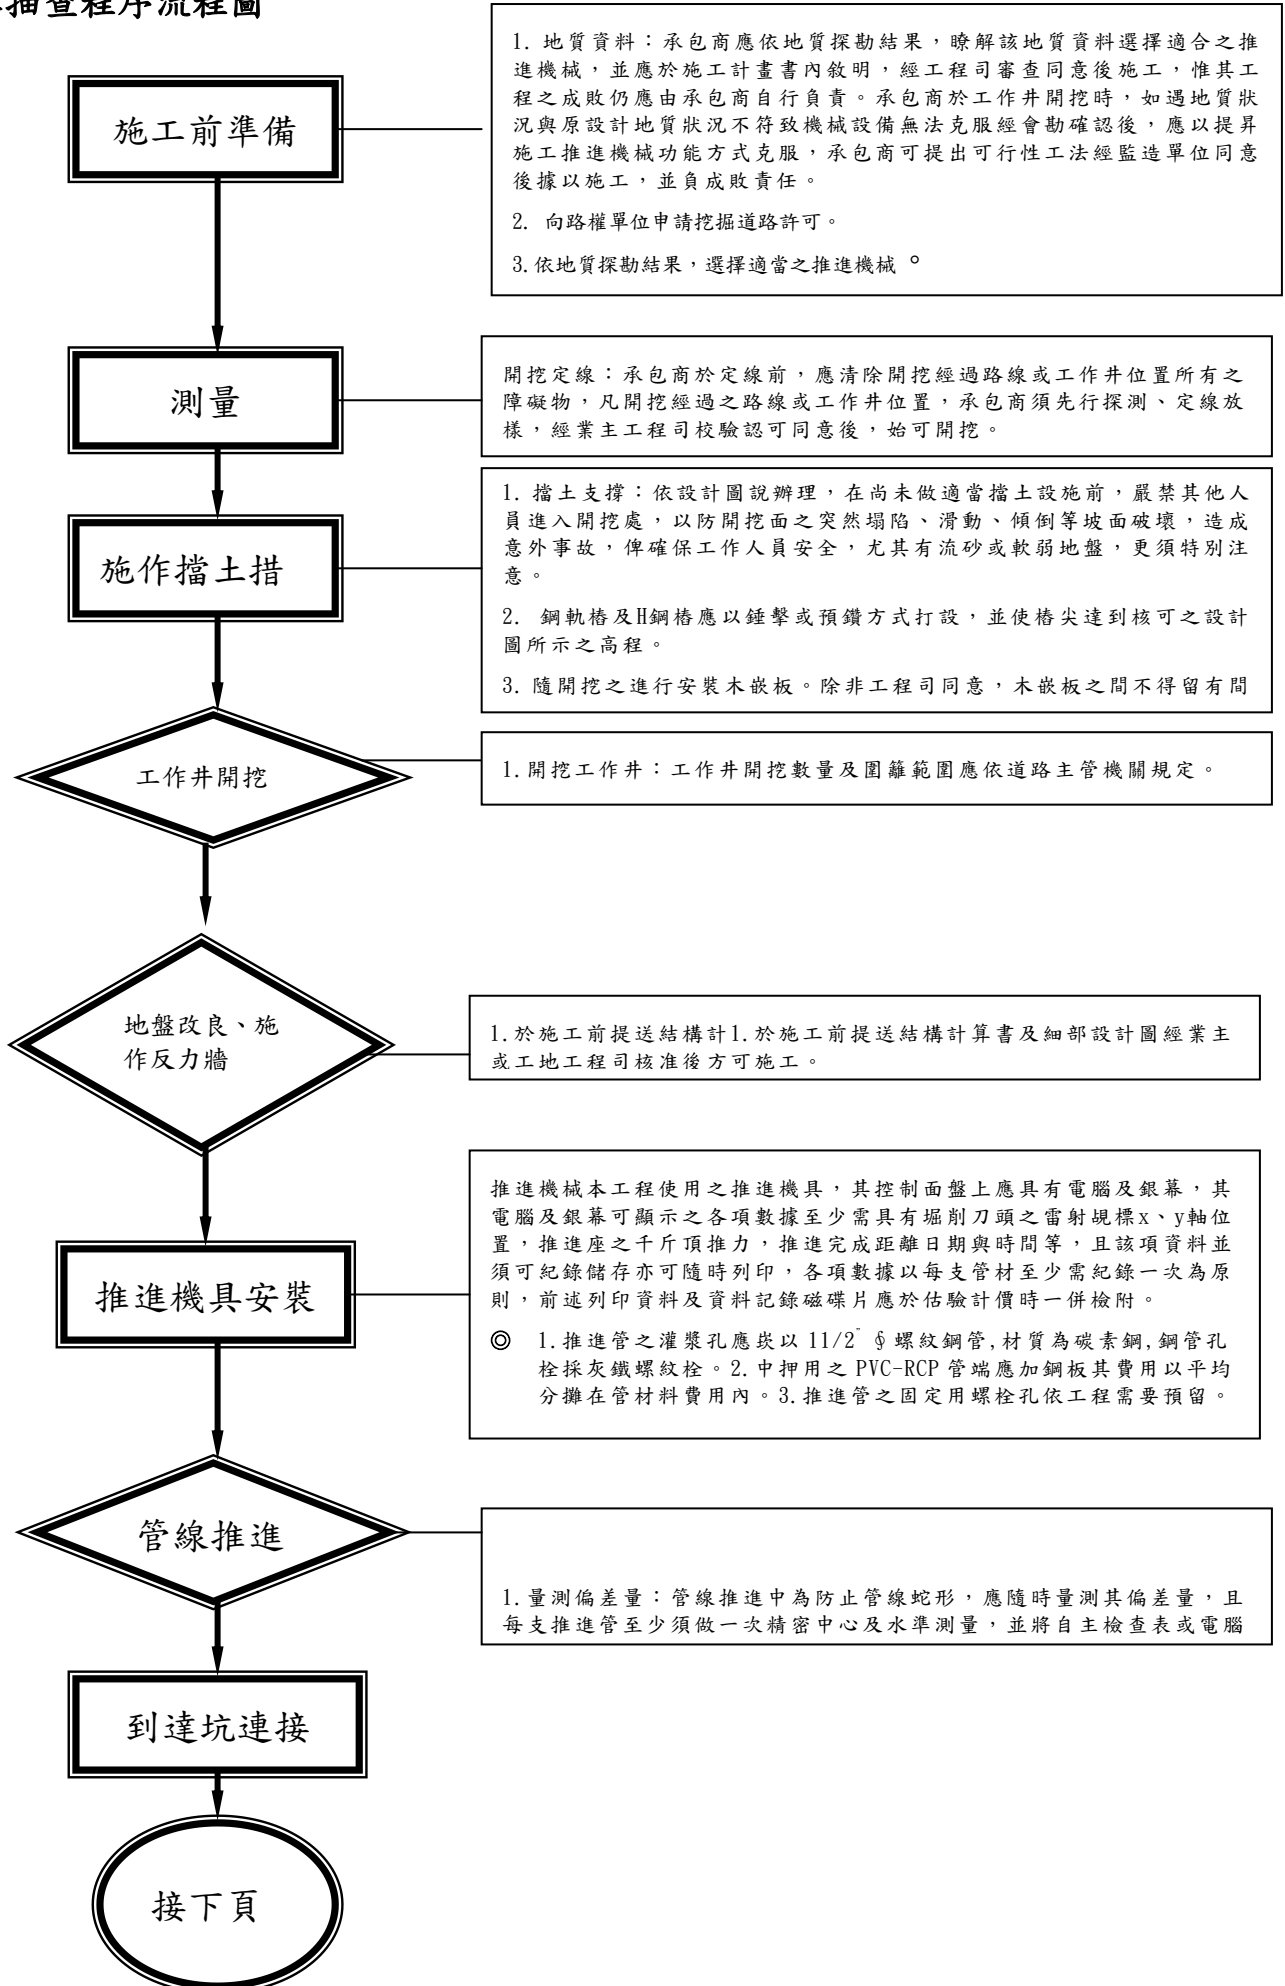 抽查程序流程圖
施工前準備
1. 地質資料：承包商應依地質探勘結果，瞭解該地質資料選擇適合之推
進機械，並應於施工計畫書內敘明，經工程司審查同意後施工，惟其工
程之成敗仍應由承包商自行負責。承包商於工作井開挖時，如遇地質狀
況與原設計地質狀況不符致機械設備無法克服經會勘確認後，應以提昇
施工推進機械功能方式克服，承包商可提出可行性工法經監造單位同意
後據以施工，並負成敗責任。
2. 向路權單位申請挖掘道路許可。
3.依地質探勘結果，選擇適當之推進機械 。
測量
開挖定線：承包商於定線前，應清除開挖經過路線或工作井位置所有之
障礙物，凡開挖經過之路線或工作井位置，承包商須先行探測、定線放
樣，經業主工程司校驗認可同意後，始可開挖。
施作擋土措
1. 擋土支撐：依設計圖說辦理，在尚未做適當擋土設施前，嚴禁其他人
員進入開挖處，以防開挖面之突然塌陷、滑動、傾倒等坡面破壞，造成
意外事故，俾確保工作人員安全，尤其有流砂或軟弱地盤，更須特別注
意。
2. 鋼軌樁及H鋼樁應以錘擊或預鑽方式打設，並使樁尖達到核可之設計
圖所示之高程。
3. 隨開挖之進行安裝木嵌板。除非工程司同意，木嵌板之間不得留有間
工作井開挖
1.開挖工作井：工作井開挖數量及圍籬範圍應依道路主管機關規定。
地盤改良、施
作反力牆
1.於施工前提送結構計1.於施工前提送結構計算書及細部設計圖經業主
或工地工程司核准後方可施工。
推進機具安裝
推進機械本工程使用之推進機具，其控制面盤上應具有電腦及銀幕，其
電腦及銀幕可顯示之各項數據至少需具有堀削刀頭之雷射覘標x、y軸位
置，推進座之千斤頂推力，推進完成距離日期與時間等，且該項資料並
須可紀錄儲存亦可隨時列印，各項數據以每支管材至少需紀錄一次為原
則，前述列印資料及資料記錄磁碟片應於估驗計價時一併檢附。
◎ 1.推進管之灌漿孔應崁以 11/2" ∮螺紋鋼管,材質為碳素鋼,鋼管孔
栓採灰鐵螺紋栓。2.中押用之 PVC-RCP 管端應加鋼板其費用以平均
分攤在管材料費用內。3.推進管之固定用螺栓孔依工程需要預留。
管線推進
1.量測偏差量：管線推進中為防止管線蛇形，應隨時量測其偏差量，且
每支推進管至少須做一次精密中心及水準測量，並將自主檢查表或電腦
到達坑連接
接下頁